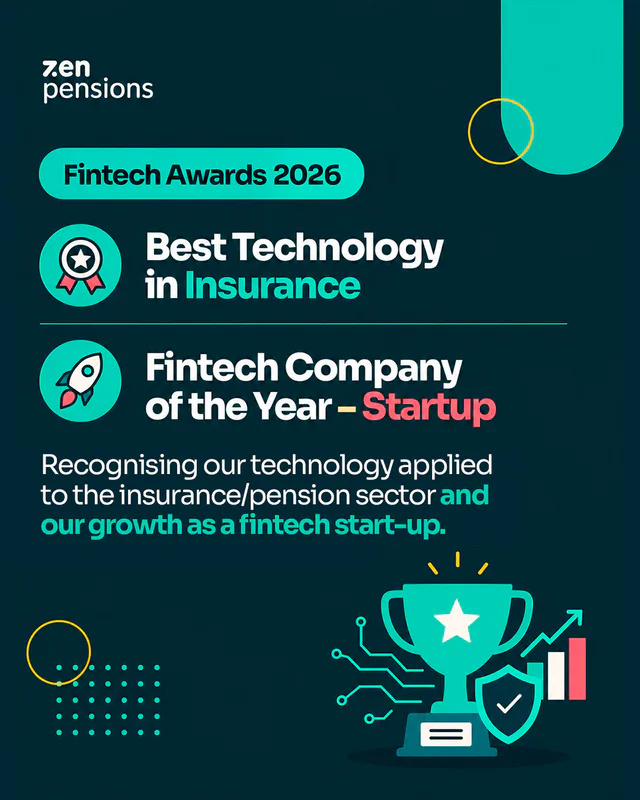 zen
pensions
Fintech Awards 2026
Best Technology
in Insurance
Fintech Company
of the Year – Startup
Recognising our technology applied
to the insurance/pension sector and
our growth as a fintech start-up.